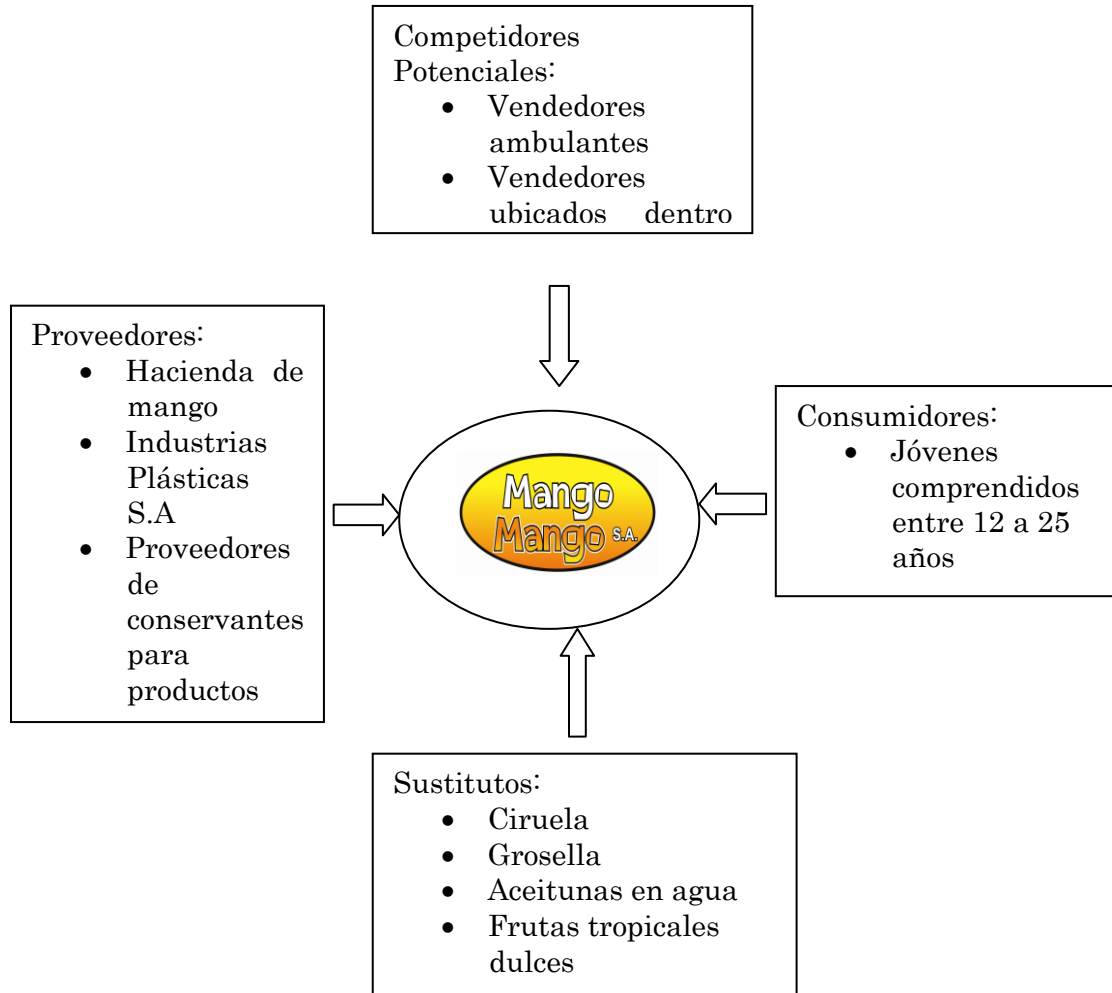 Competidores
Potenciales:
• Vendedores
ambulantes
• Vendedores
ubicados dentro
Proveedores:
• Hacienda de
mango
• Industrias
Plásticas
S.A
• Proveedores
de
conservantes
para
productos
Mango
Mango S.A.
Consumidores:
• Jóvenes
comprendidos
entre 12 a 25
años
Sustitutos:
• Ciruela
• Grosella
• Aceitunas en agua
• Frutas tropicales
dulces